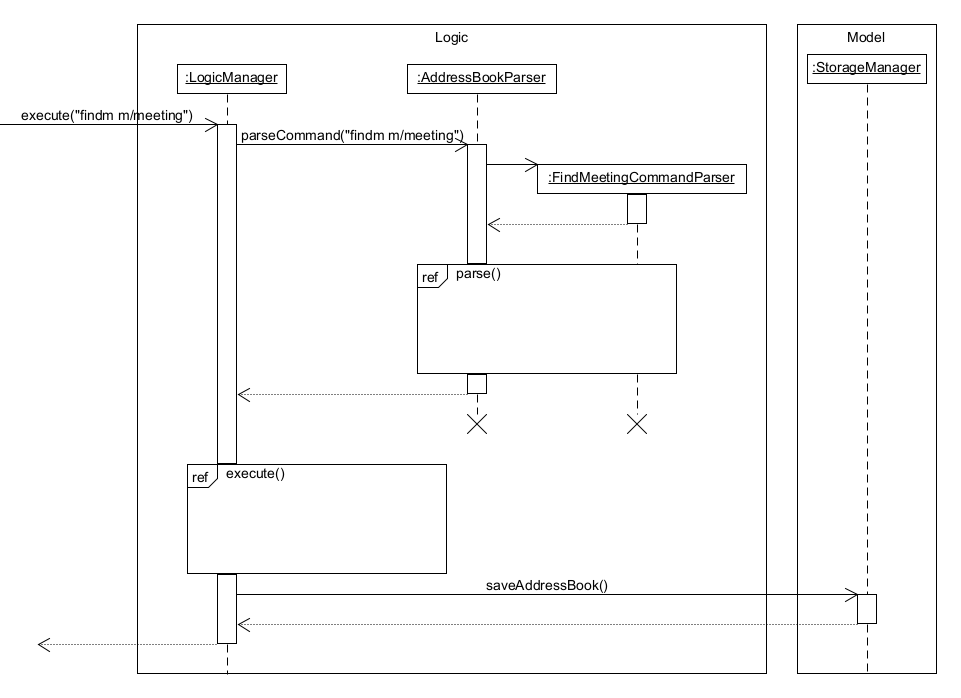 Logic
Model
:LogicManager
:AddressBookParser
:StorageManager
execute("findm m/meeting")
parseCommand("findm m/meeting")
:FindMeetingCommandParser
ref
parse()
ref
execute()
saveAddressBook()